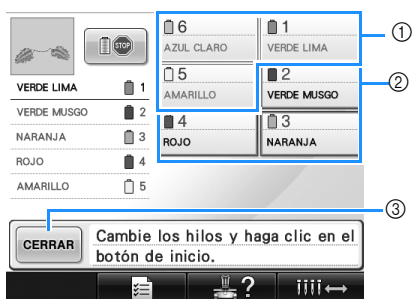 6
AZUL CLARO
1
VERDE LIMA
5
AMARILLO
2
VERDE MUSGO
4
ROJO
3
NARANJA
STOP
VERDE LIMA 1
VERDE MUSGO 2
NARANJA 3
ROJO 4
AMARILLO 5
CERRAR
Cambie los hilos y haga clic en el
botón de inicio.
?
1
2
3